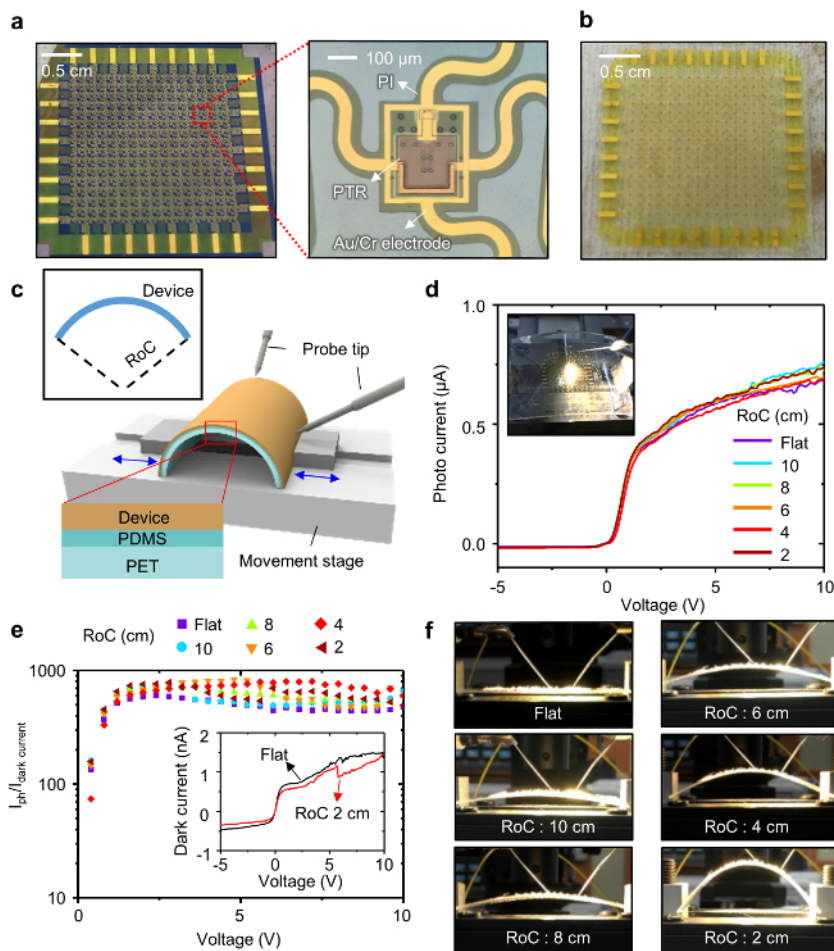 a
0.5 cm
100 µm
PI
PTR
Au/Cr electrode
b
0.5 cm
c
Device
RoC
Probe tip
Device
PDMS
PET
Movement stage
d
Photo current (µA)
1.0
0.5
0.0
-5
0
5
10
Voltage (V)
RoC (cm)
Flat
10
8
6
4
2
e
RoC (cm)
Flat
8
4
10
6
2
Iph/Idark current
1000
100
10
0
5
10
Voltage (V)
Dark current (nA)
2
1
0
-1
-5
0
5
10
Voltage (V)
Flat
RoC 2 cm
f
Flat
RoC : 6 cm
RoC : 10 cm
RoC : 4 cm
RoC : 8 cm
RoC : 2 cm